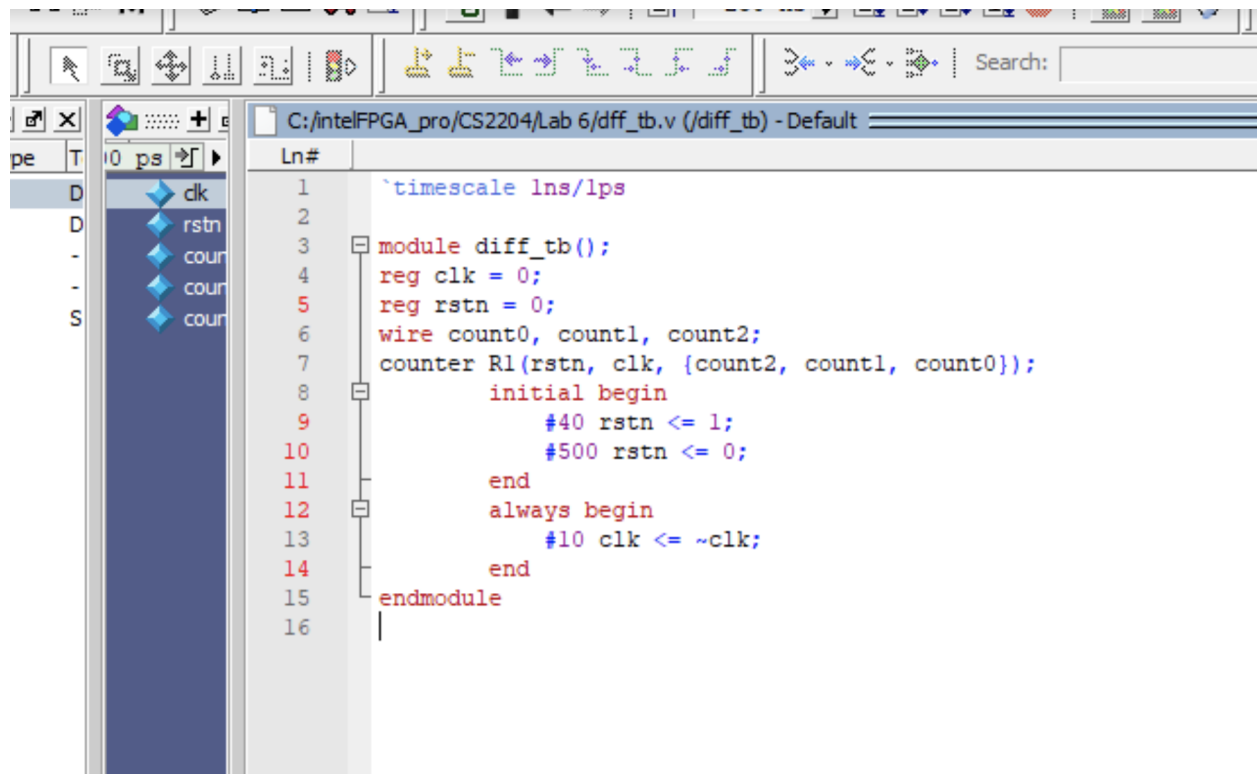 Search:
C:/intelFPGA_pro/CS2204/Lab 6/dff_tb.v (/diff_tb) - Default
ps
Ln#
clk
rstn
D
D
-
-
S
1 `timescale 1ns/1ps
2
3 module diff_tb();
4 reg clk = 0;
5 reg rstn = 0;
6 wire count0, count1, count2;
7 counter R1(rstn, clk, {count2, count1, count0});
8 initial begin
9 #40 rstn <= 1;
10 #500 rstn <= 0;
11 end
12 always begin
13 #10 clk <= ~clk;
14 end
15 endmodule
16